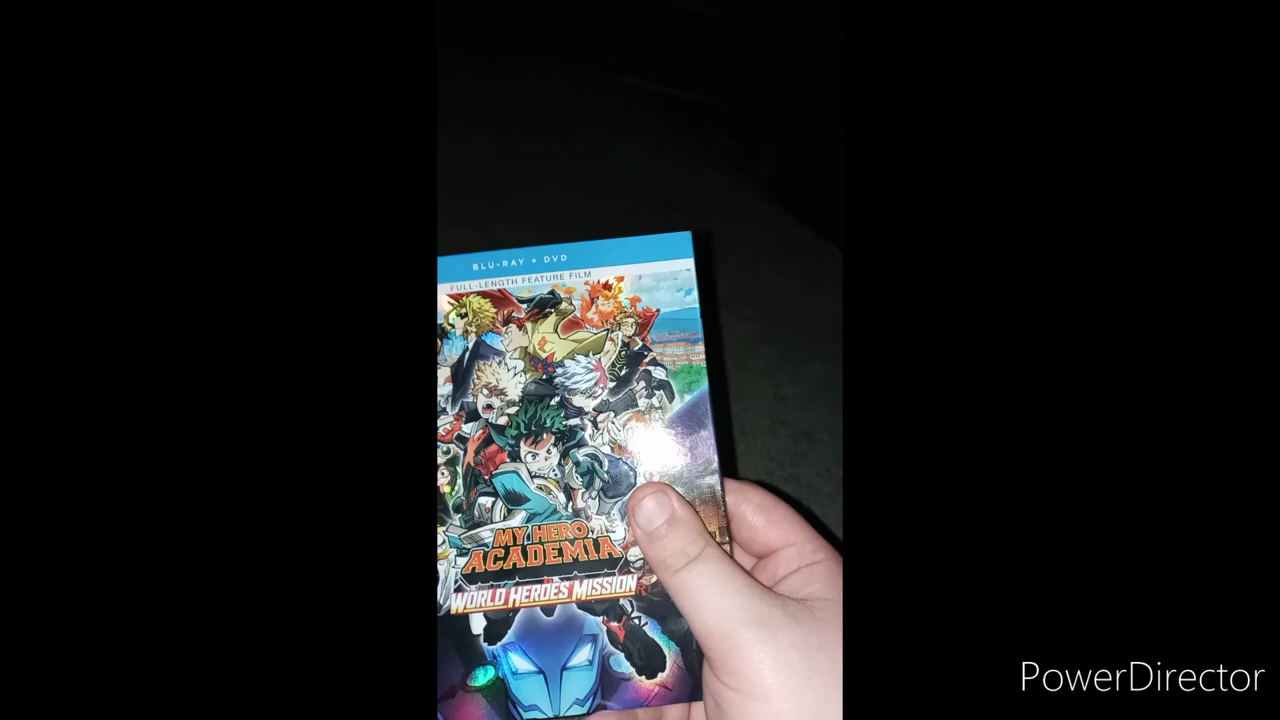 BLU-RAY + DVD
FULL-LENGTH FEATURE FILM
MY HERO
ACADEMIA
WORLD HEROES' MISSION
PowerDirector